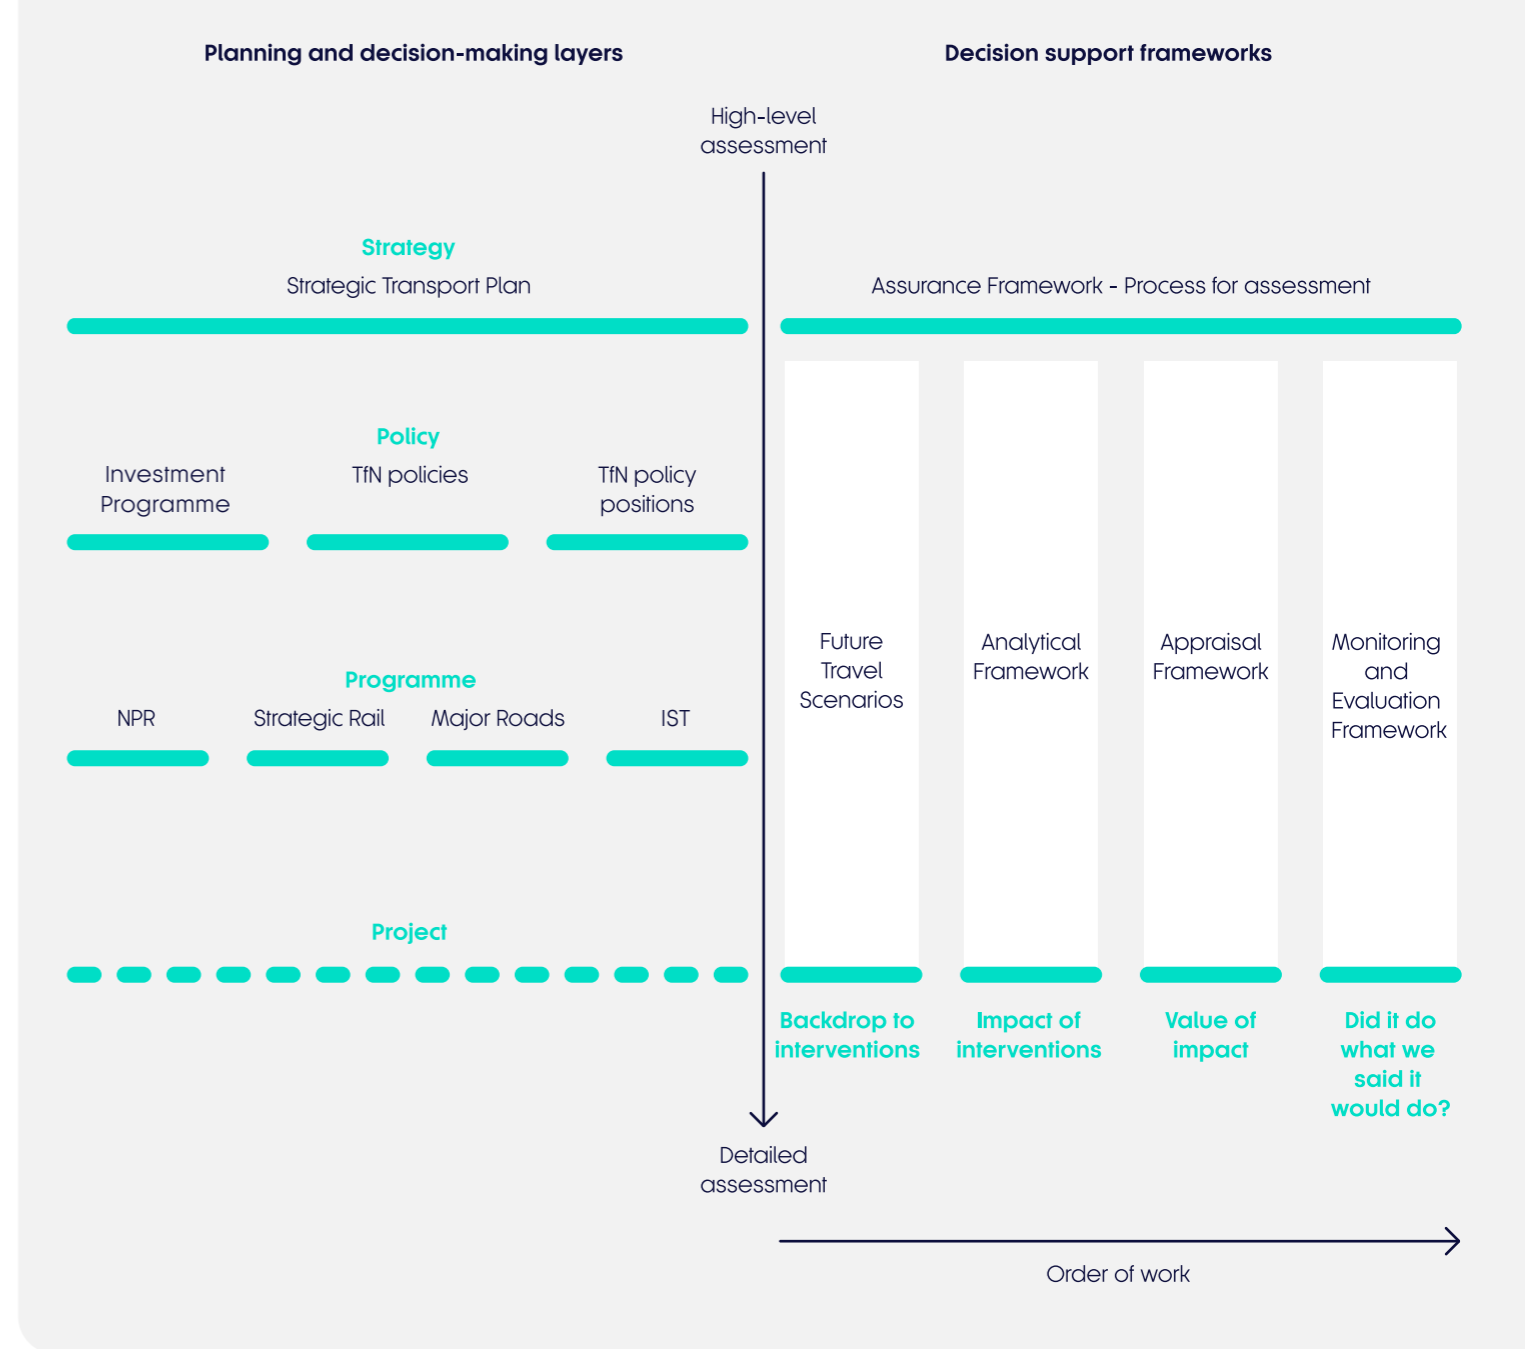 Planning and decision-making layers
Decision support frameworks
High-level
assessment
Strategy
Strategic Transport Plan
Assurance Framework - Process for assessment
Policy
Investment
Programme
TfN policies
TfN policy
positions
Programme
NPR
Strategic Rail
Major Roads
IST
Project
Future
Travel
Scenarios
Analytical
Framework
Appraisal
Framework
Monitoring
and
Evaluation
Framework
Backdrop to
interventions
Impact of
interventions
Value of
impact
Did it do
what we
said it
would do?
Detailed
assessment
Order of work